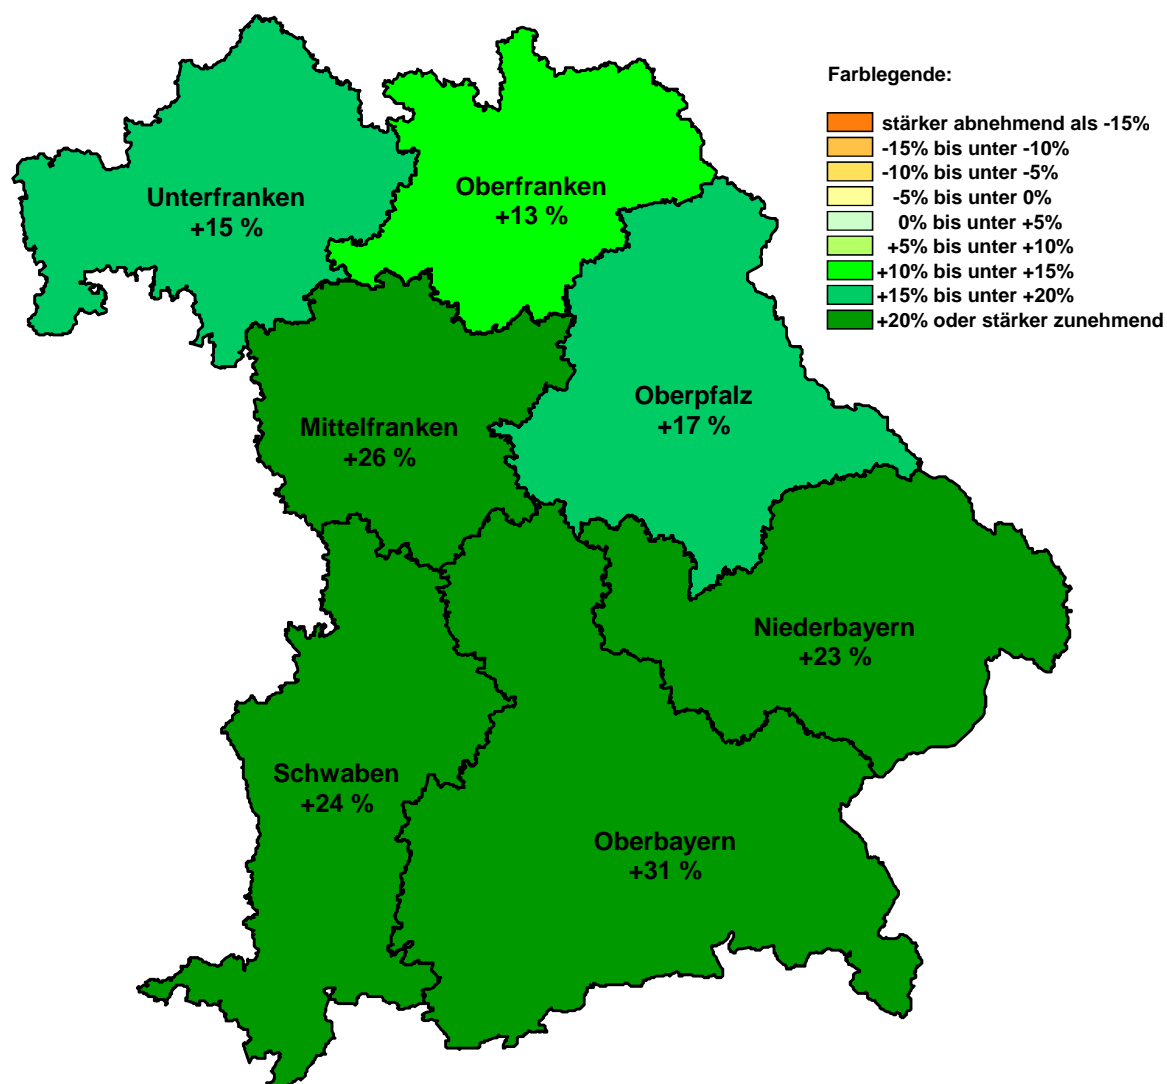 Farblegende:
stärker abnehmend als -15%
-15% bis unter -10%
-10% bis unter -5%
-5% bis unter 0%
0% bis unter +5%
+5% bis unter +10%
+10% bis unter +15%
+15% bis unter +20%
+20% oder stärker zunehmend
Unterfranken
+15 %
Oberfranken
+13 %
Mittelfranken
+26 %
Oberpfalz
+17 %
Niederbayern
+23 %
Schwaben
+24 %
Oberbayern
+31 %